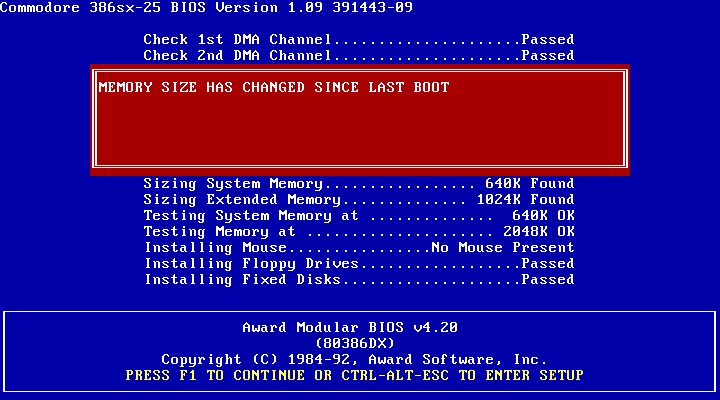 Commodore 386sx-25 BIOS Version 1.09 391443-09
Check 1st DMA Channel.....................Passed
Check 2nd DMA Channel.....................Passed
MEMORY SIZE HAS CHANGED SINCE LAST BOOT
Sizing System Memory................. 640K Found
Sizing Extended Memory............... 1024K Found
Testing System Memory at ..............  640K OK
Testing Memory at ..................... 2048K OK
Installing Mouse................No Mouse Present
Installing Floppy Drives..................Passed
Installing Fixed Disks....................Passed
Award Modular BIOS v4.20
(80386DX)
Copyright (C) 1984-92, Award Software, Inc.
PRESS F1 TO CONTINUE OR CTRL-ALT-ESC TO ENTER SETUP